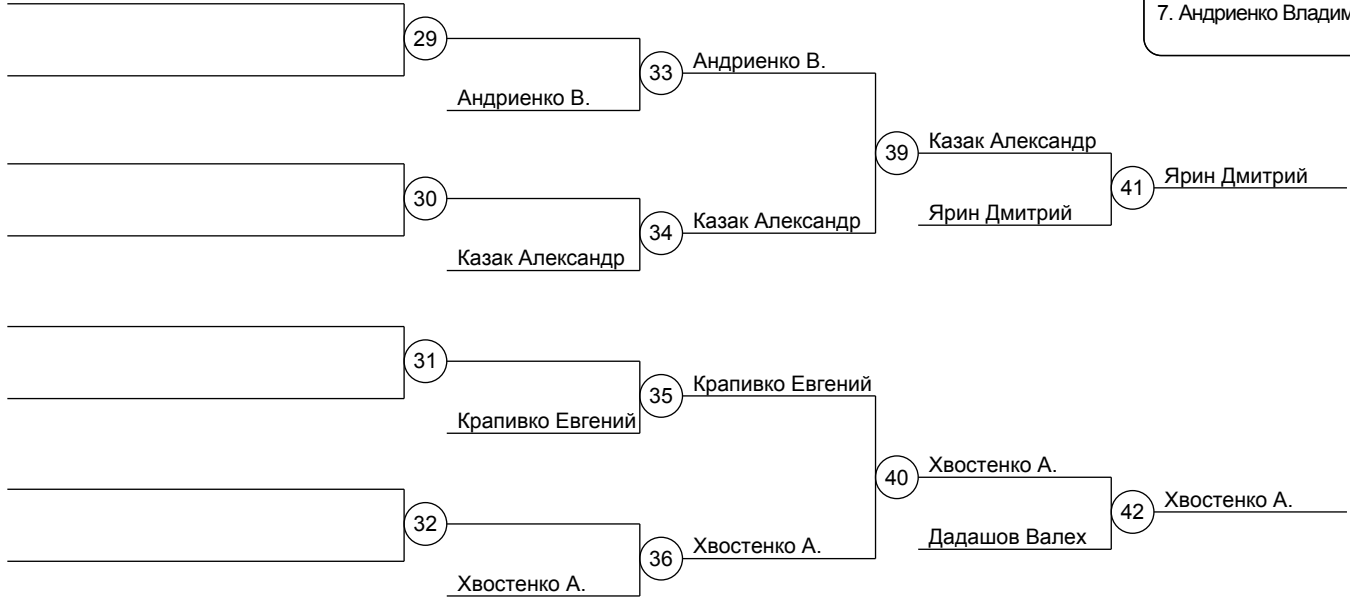 7. Андриенко Владим
29
33
Андриенко В.
Андриенко В.
39
Казак Александр
41
Ярин Дмитрий
30
34
Казак Александр
Ярин Дмитрий
Казак Александр
31
35
Крапивко Евгений
Крапивко Евгений
40
Хвостенко А.
42
Хвостенко А.
32
36
Хвостенко А.
Дадашов Валех
Хвостенко А.